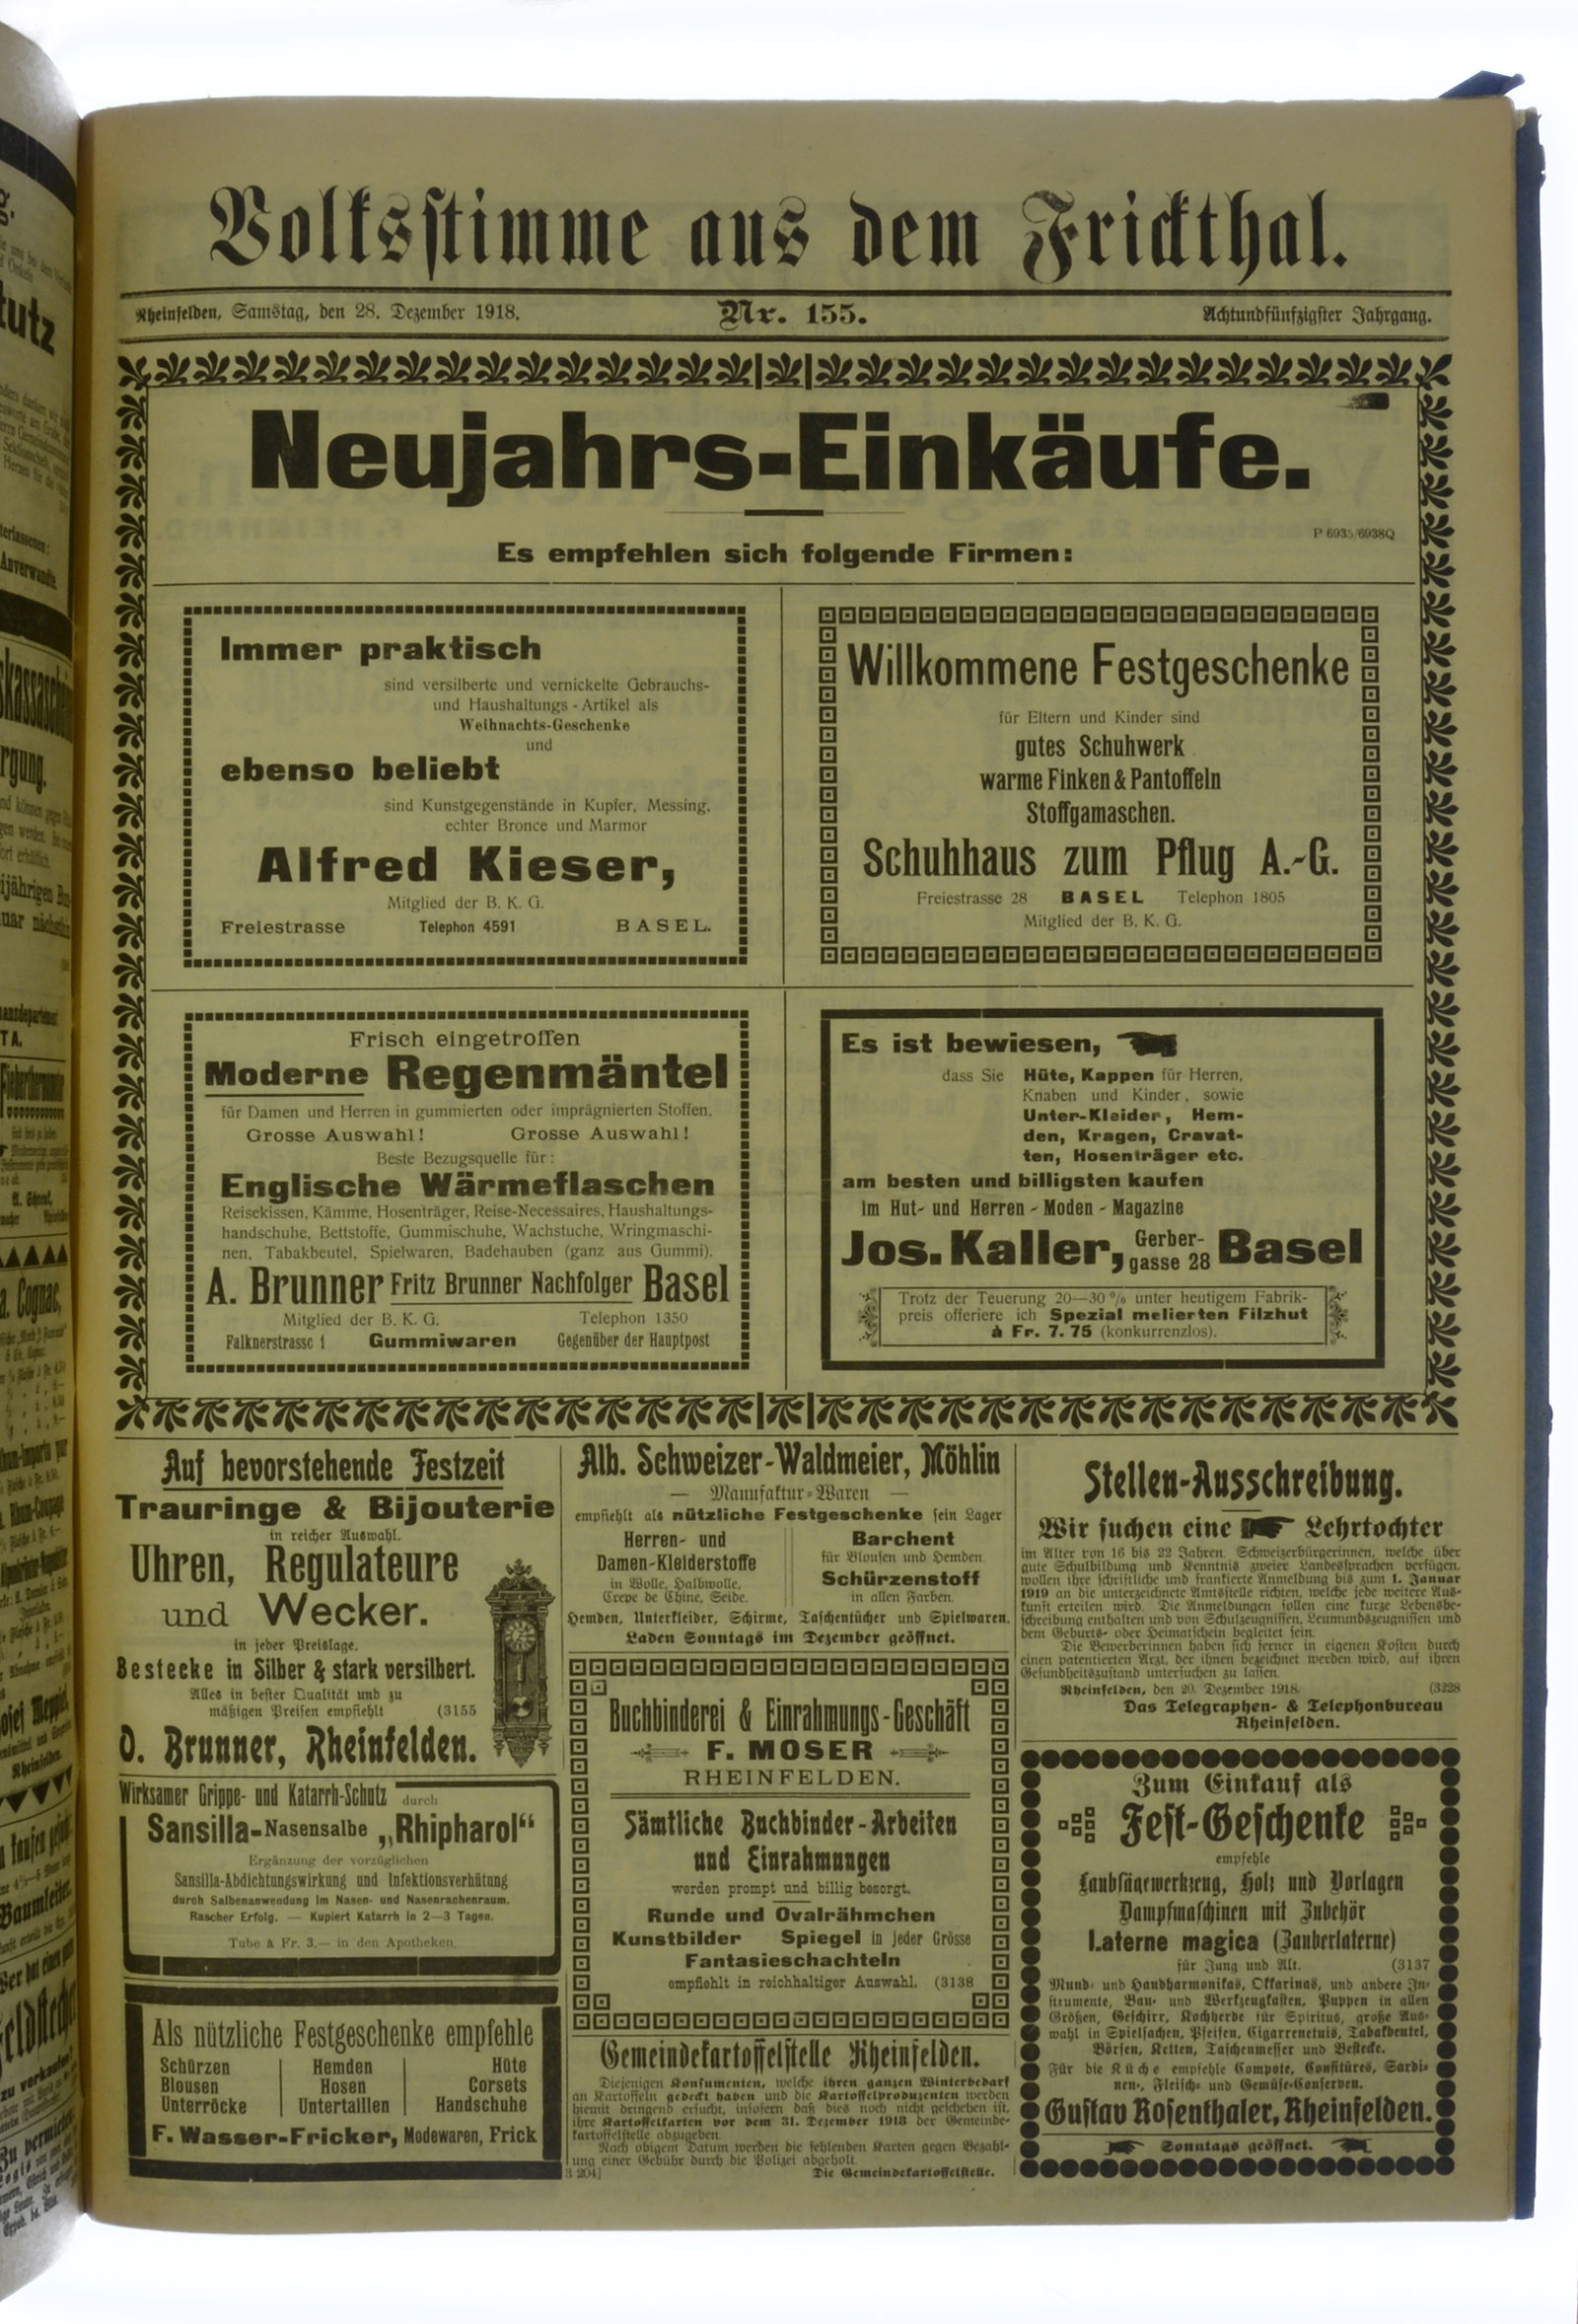 Volksstimme aus dem Frickthal.
Rheinfelden, Samstag, den 28. Dezember 1918.
Nr. 155.
Achtundfünfzigster Jahrgang.
Neujahrs-Einkäufe.
P 6935/6938Q
Es empfehlen sich folgende Firmen:
Immer praktisch
sind versilberte und vernickelte Gebrauchs-
und Haushaltungs-Artikel als
Weihnachts-Geschenke
und
ebenso beliebt
sind Kunstgegenstände in Kupfer, Messing,
echter Bronce und Marmor
Alfred Kieser,
Mitglied der B. K. G.
Freiestrasse Telephon 4591 BASEL.
Willkommene Festgeschenke
für Eltern und Kinder sind
gutes Schuhwerk
warme Finken & Pantoffeln
Stoffgamaschen.
Schuhhaus zum Pflug A.-G.
Freiestrasse 28 BASEL Telephon 1805
Mitglied der B. K. G.
Frisch eingetroffen
Moderne Regenmäntel
für Damen und Herren in gummierten oder imprägnierten Stoffen.
Grosse Auswahl! Grosse Auswahl!
Beste Bezugsquelle für:
Englische Wärmeflaschen
Reisekissen, Kämme, Hosenträger, Reise-Necessaires, Haushaltungs-
handschuhe, Bettstoffe, Gummischuhe, Wachstuche, Wringmaschi-
nen, Tabakbeutel, Spielwaren, Badehauben (ganz aus Gummi).
A. Brunner Fritz Brunner Nachfolger Basel
Mitglied der B. K. G. Telephon 1350
Falknerstrasse 1 Gummiwaren Gegenüber der Hauptpost
Es ist bewiesen,
dass Sie Hüte, Kappen für Herren,
Knaben und Kinder, sowie
Unter-Kleider, Hem-
den, Kragen, Cravat-
ten, Hosenträger etc.
am besten und billigsten kaufen
im Hut- und Herren-Moden-Magazine
Jos. Kaller, Gerber-
gasse 28 Basel
Trotz der Teuerung 20—30 % unter heutigem Fabrik-
preis offeriere ich Spezial melierten Filzhut
à Fr. 7.75 (konkurrenzlos).
Auf bevorstehende Festzeit
Trauringe & Bijouterie
in reicher Auswahl.
Uhren, Regulateure
und Wecker.
in jeder Preislage.
Bestecke in Silber & stark versilbert.
Alles in bester Qualität und zu
mäßigen Preisen empfiehlt (3155
O. Brunner, Rheinfelden.
Wirksamer Grippe- und Katarrh-Schutz durch
Sansilla-Nasensalbe „Rhipharol“
Ergänzung der vorzüglichen
Sansilla-Abdichtungswirkung und Infektionsverhütung
durch Salbenanwendung im Nasen- und Nasenrachenraum.
Rascher Erfolg. — Kupiert Katarrh in 2—3 Tagen.
Tube à Fr. 3.— in den Apotheken.
Als nützliche Festgeschenke empfehle
Schürzen Hemden Hüte
Blousen Hosen Corsets
Unterröcke Untertaillen Handschuhe
F. Wasser-Fricker, Modewaren, Frick
Alb. Schweizer-Waldmeier, Möhlin
— Manufaktur-Waren —
empfiehlt als nützliche Festgeschenke sein Lager
Herren- und
Damen-Kleiderstoffe
in Wolle, Halbwolle,
Crepe de Chine, Seide.
Barchent
für Blousen und Hemden.
Schürzenstoff
in allen Farben.
Hemden, Unterkleider, Schirme, Taschentücher und Spielwaren.
Laden Sonntags im Dezember geöffnet.
Buchbinderei & Einrahmungs-Geschäft
F. MOSER
RHEINFELDEN.
Sämtliche Buchbinder-Arbeiten
und Einrahmungen
werden prompt und billig besorgt.
Runde und Ovalrähmchen
Kunstbilder Spiegel in jeder Grösse
Fantasieschachteln
empfiehlt in reichhaltiger Auswahl. (3138
Gemeindekartoffelstelle Rheinfelden.
Diejenigen Konsumenten, welche ihren ganzen Winterbedarf
an Kartoffeln gedeckt haben und die Kartoffelproduzenten werden
hiemit dringend ersucht, insofern daß dies noch nicht geschehen ist,
ihre Kartoffelkarten vor dem 31. Dezember 1918 der Gemeinde-
kartoffelstelle abzugeben.
Nach obigem Datum werden die fehlenden Karten gegen Bezahl-
ung einer Gebühr durch die Polizei abgeholt.
3204) Die Gemeindekartoffelstelle.
Stellen-Ausschreibung.
Wir suchen eine Lehrtochter
im Alter von 16 bis 22 Jahren. Schweizerbürgerinnen, welche über
gute Schulbildung und Kenntnis zweier Landessprachen verfügen,
wollen ihre schriftliche und frankierte Anmeldung bis zum 1. Januar
1919 an die unterzeichnete Amtsstelle richten, welche jede weitere Aus-
kunft erteilen wird. Die Anmeldungen sollen eine kurze Lebensbe-
schreibung enthalten und von Schulzeugnissen, Leumundszeugnissen und
dem Geburts- oder Heimatschein begleitet sein.
Die Bewerberinnen haben sich ferner in eigenen Kosten durch
einen patentierten Arzt, der ihnen bezeichnet werden wird, auf ihren
Gesundheitszustand untersuchen zu lassen.
Rheinfelden, den 20. Dezember 1918. (3228
Das Telegraphen- & Telephonbureau
Rheinfelden.
Zum Einkauf als
Fest-Geschenke
empfehle
Laubsägewerkzeug, Holz und Vorlagen
Dampfmaschinen mit Zubehör
Laterne magica (Zauberlaterne)
für Jung und Alt. (3137
Mund- und Handharmonikas, Okkarinas, und andere In-
strumente, Bau- und Werkzeugkasten, Puppen in allen
Größen, Geschirr, Kochherde für Spiritus, große Aus-
wahl in Spielsachen, Pfeifen, Cigarrenetuis, Tabakbeutel,
Börsen, Ketten, Taschenmesser und Bestecke.
Für die Küche empfehle Compote, Confitüres, Sardi-
nen-, Fleisch- und Gemüse-Conserven.
Gustav Rosenthaler, Rheinfelden.
Sonntags geöffnet.